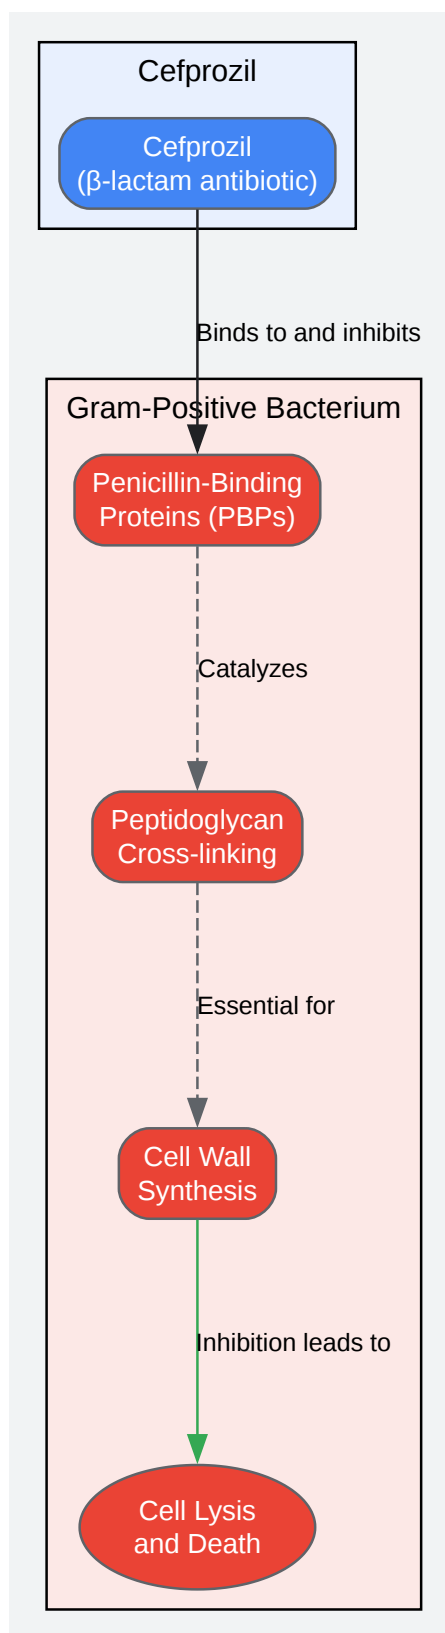 Cefprozil
Cefprozil
(β-lactam antibiotic)
Binds to and inhibits
Gram-Positive Bacterium
Penicillin-Binding
Proteins (PBPs)
Catalyzes
Peptidoglycan
Cross-linking
Essential for
Cell Wall
Synthesis
Inhibition leads to
Cell Lysis
and Death